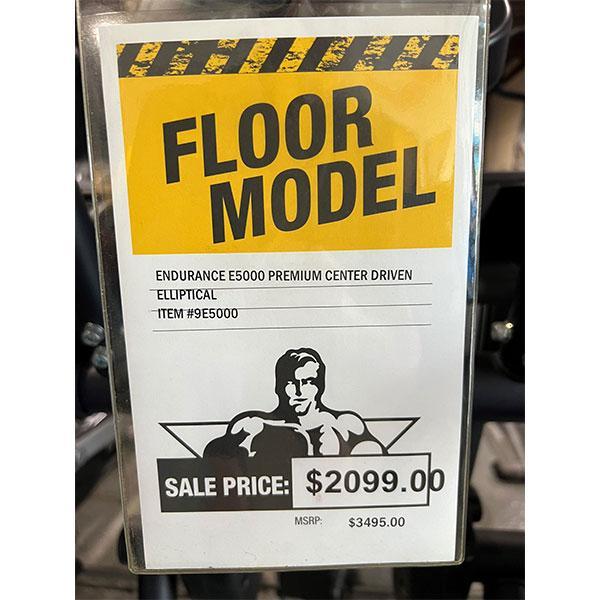 FLOOR
MODEL
ENDURANCE E5000 PREMIUM CENTER DRIVEN
ELLIPTICAL
ITEM #9E5000
SALE PRICE: $2099.00
MSRP: $3495.00